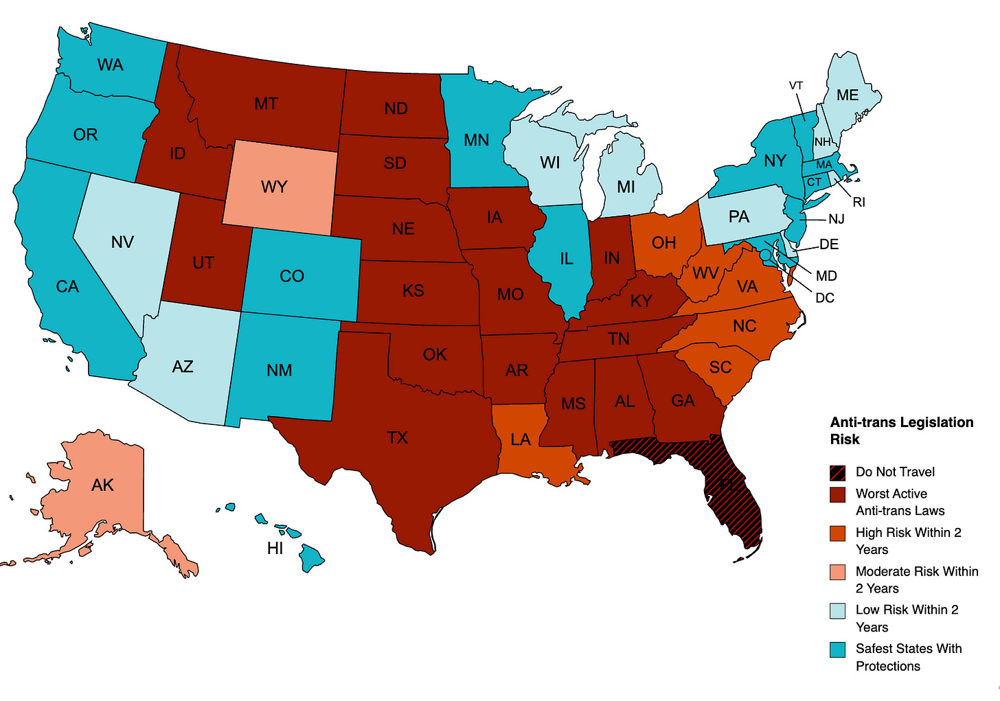 WA
MT
ND
MN
VT
ME
OR
ID
SD
WI
MI
NH
NY
MA
CT
RI
WY
NE
IA
PA
NJ
NV
UT
CO
KS
MO
IL
IN
OH
WV
VA
DE
MD
DC
CA
KY
AZ
NM
OK
AR
TN
NC
SC
TX
LA
MS
AL
GA
AK
HI
Anti-trans Legislation
Risk
Do Not Travel
Worst Active
Anti-trans Laws
High Risk Within 2
Years
Moderate Risk Within
2 Years
Low Risk Within 2
Years
Safest States With
Protections